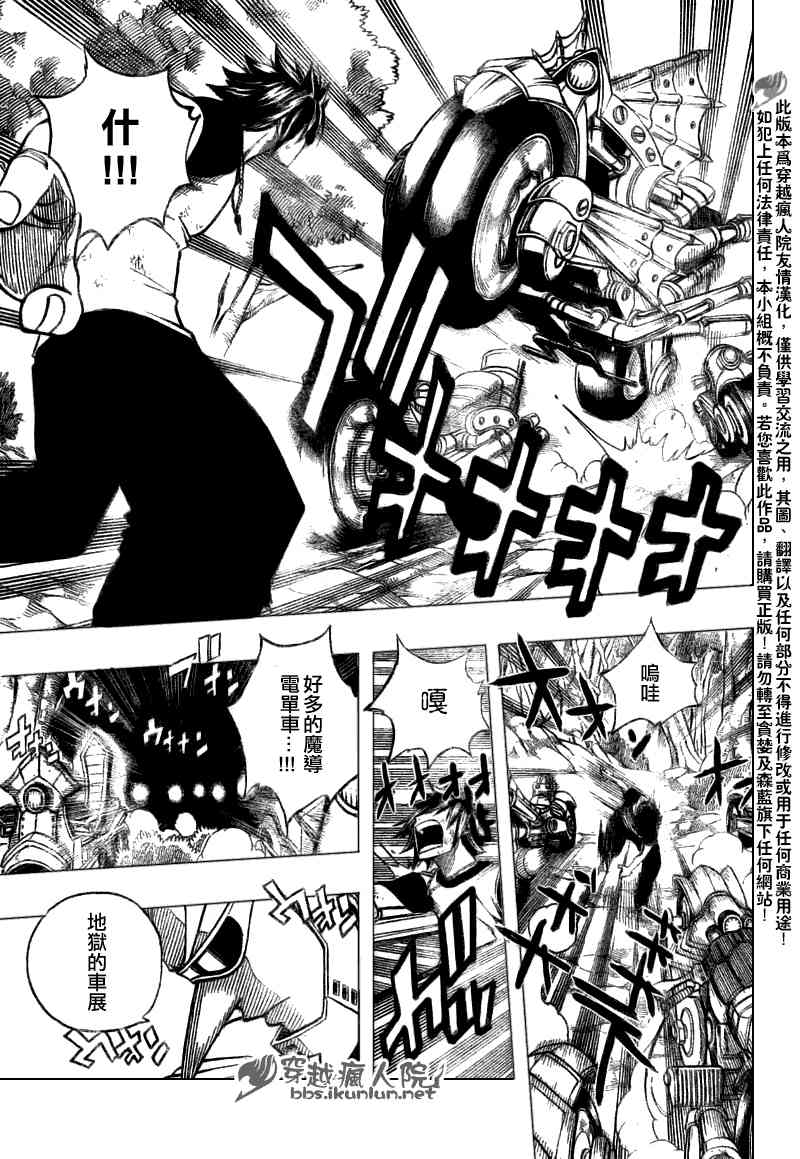 什!!!
ギャギャ
嗚哇
嘎
好多的魔導
電單車…!!!
地獄的車展
穿越瘋人院
bbs.ikunlun.net
此版本爲穿越瘋人院友情漢化，僅供學習交流之用，其圖、翻譯以及任何部分不得進行修改或用于任何商業用途！
如犯上任何法律責任，本小組概不負責。若您喜歡此作品，請購買正版！請勿轉至貪婪及森藍旗下任何網站！